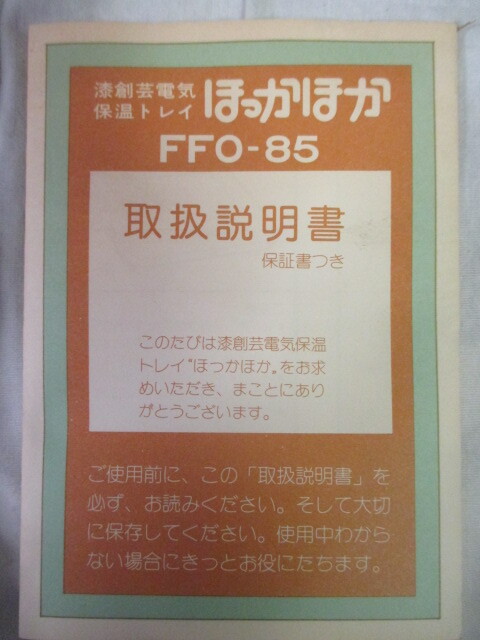 漆創芸電気
保温トレイ
ほっかほか
FFO-85
取扱説明書
保証書つき
このたびは漆創芸電気保温
トレイ“ほっかほか„をお求
めいただき、まことにあり
がとうございます。
ご使用前に、この「取扱説明書」を
必ず、お読みください。そして大切
に保存してください。使用中わから
ない場合にきっとお役にたちます。